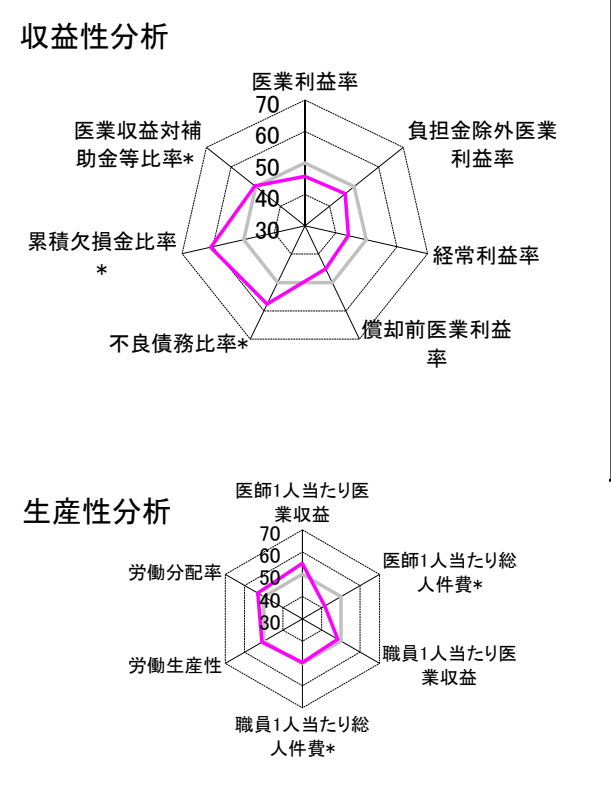 収益性分析
医業利益率
負担金除外医業
利益率
経常利益率
償却前医業利益
率
不良債務比率*
累積欠損金比率
*
医業収益対補
助金等比率*
70
60
50
40
30
生産性分析
医師1人当たり医
業収益
医師1人当たり総
人件費*
職員1人当たり医
業収益
職員1人当たり総
人件費*
労働生産性
労働分配率
70
60
50
40
30